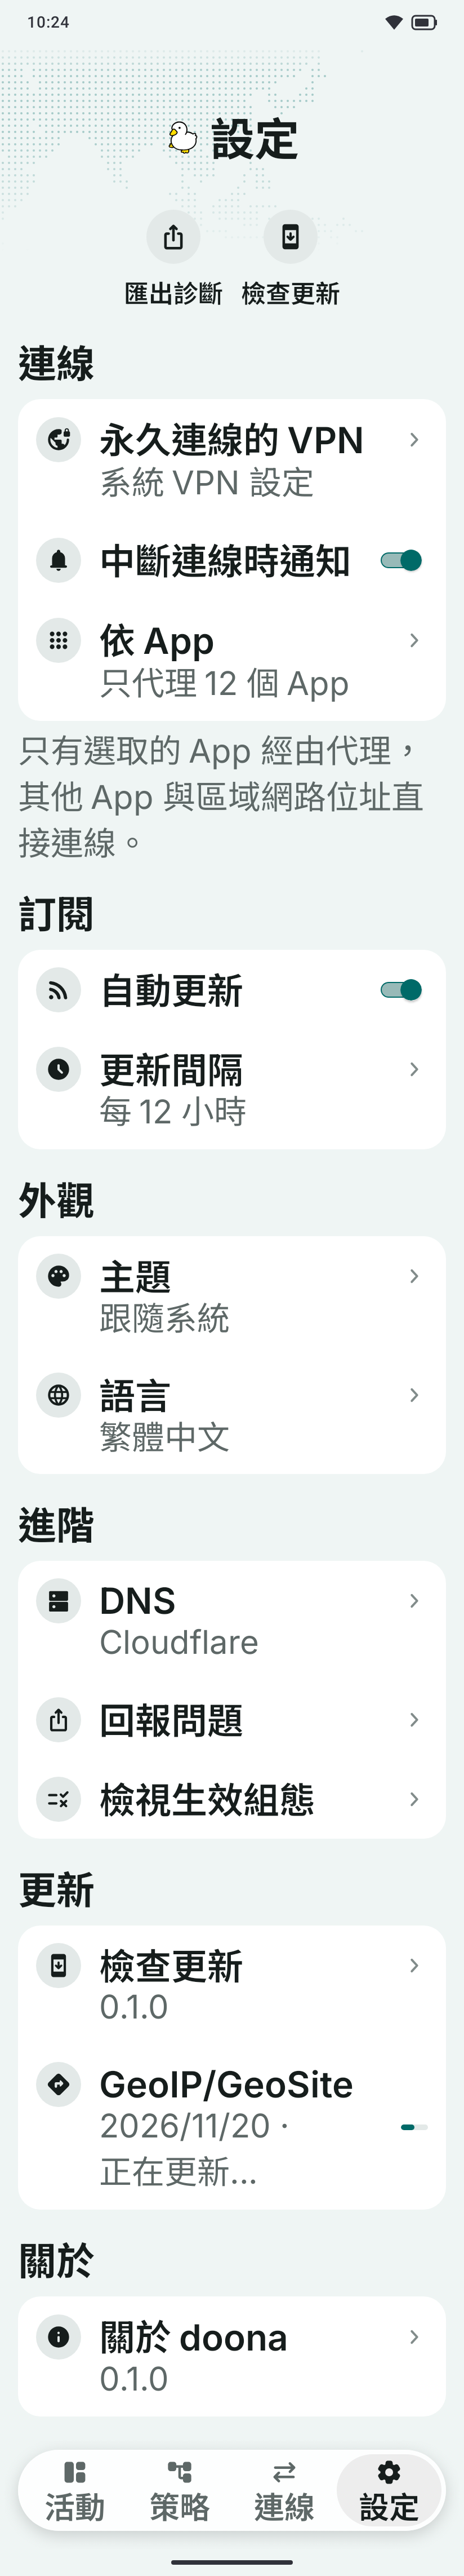 10:24
設定
匯出診斷
檢查更新
連線
永久連線的 VPN
系統 VPN 設定
中斷連線時通知
依 App
只代理 12 個 App
只有選取的 App 經由代理，
其他 App 與區域網路位址直
接連線。
訂閱
自動更新
更新間隔
每 12 小時
外觀
主題
跟隨系統
語言
繁體中文
進階
DNS
Cloudflare
回報問題
檢視生效組態
更新
檢查更新
0.1.0
GeoIP/GeoSite
2026/11/20 ·
正在更新...
關於
關於 doona
0.1.0
活動
策略
連線
設定